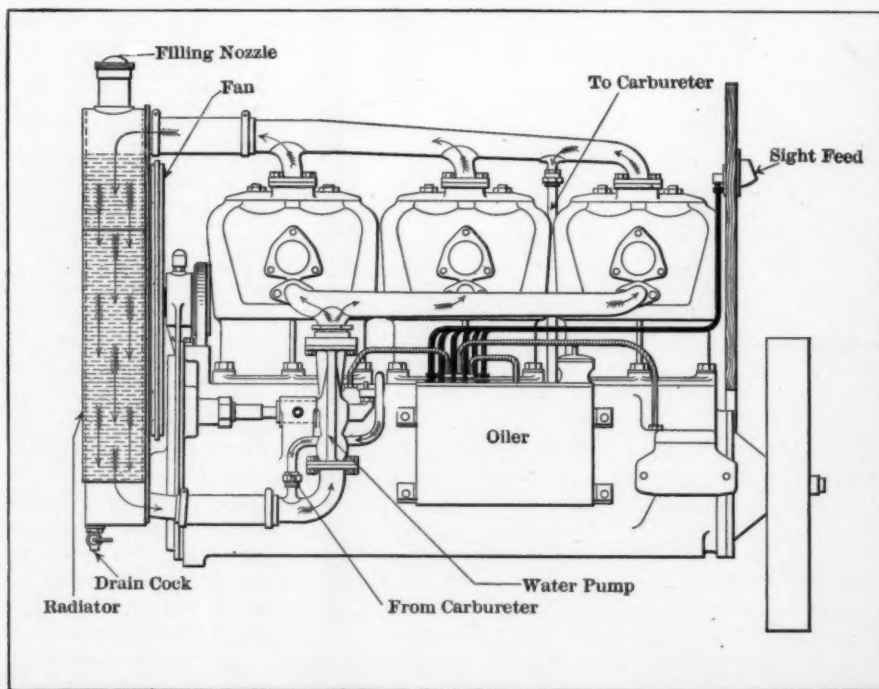 Filling Nozzle
Fan
To Carbureter
Sight Feed
Oiler
Drain Cock
Radiator
From Carbureter
Water Pump